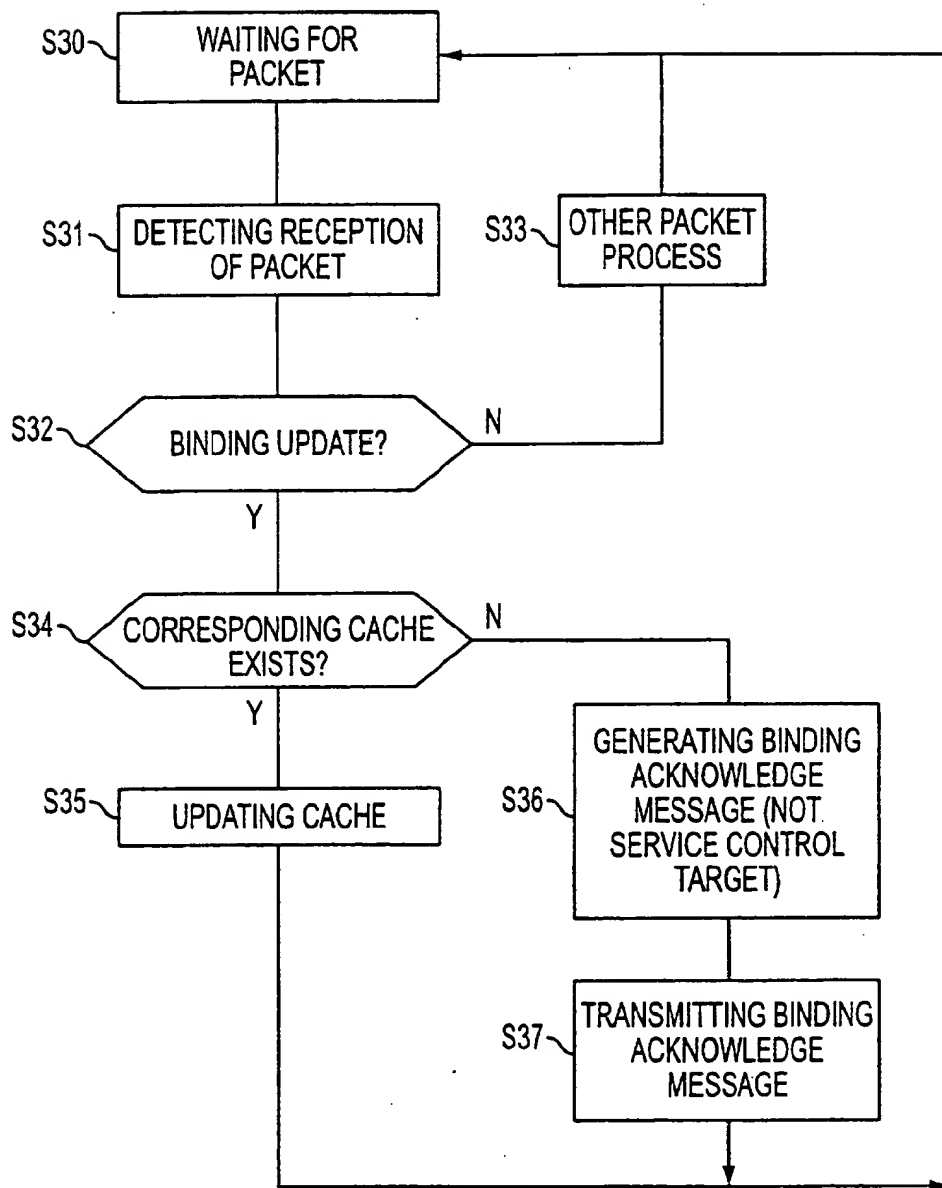 S30
WAITING FOR
PACKET
S31
DETECTING RECEPTION
OF PACKET
S33
OTHER PACKET
PROCESS
S32
BINDING UPDATE?
N
Y
S34
CORRESPONDING CACHE
EXISTS?
N
Y
S35
UPDATING CACHE
S36
GENERATING BINDING
ACKNOWLEDGE
MESSAGE (NOT
SERVICE CONTROL
TARGET)
S37
TRANSMITTING BINDING
ACKNOWLEDGE
MESSAGE